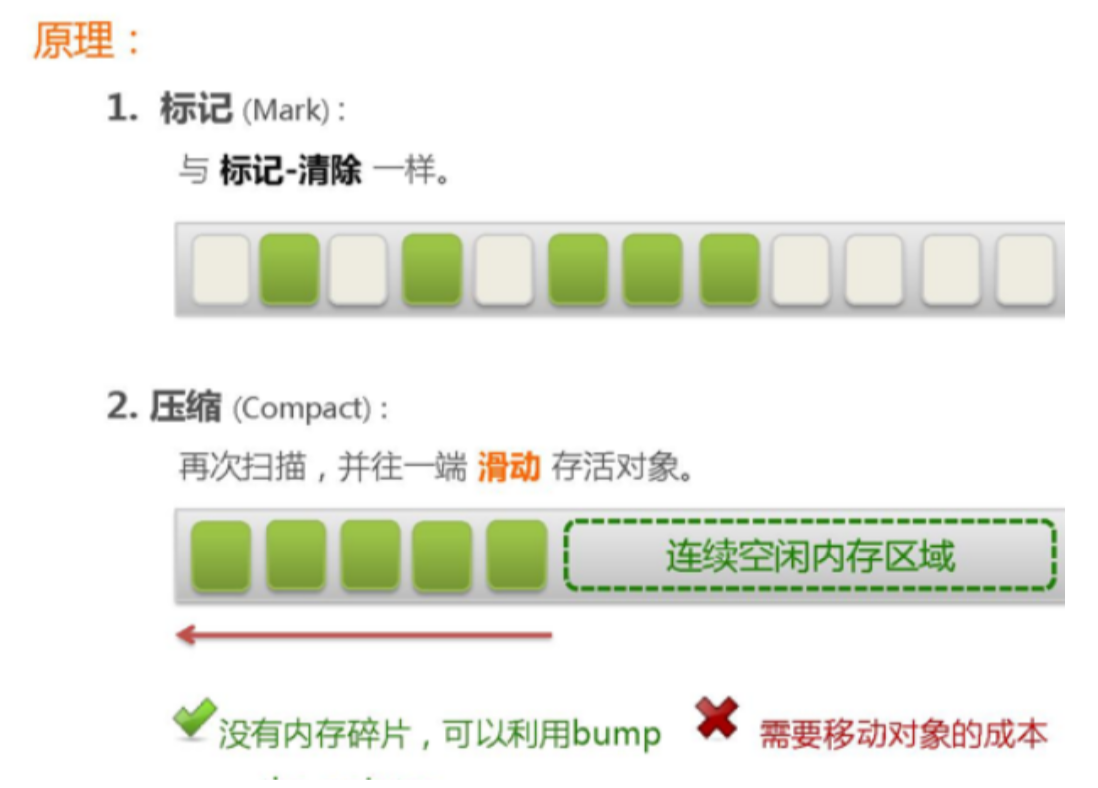 原理：
1. 标记 (Mark)：
与 标记-清除 一样。
2. 压缩 (Compact)：
再次扫描，并往一端 滑动 存活对象。
连续空闲内存区域
没有内存碎片，可以利用bump
需要移动对象的成本